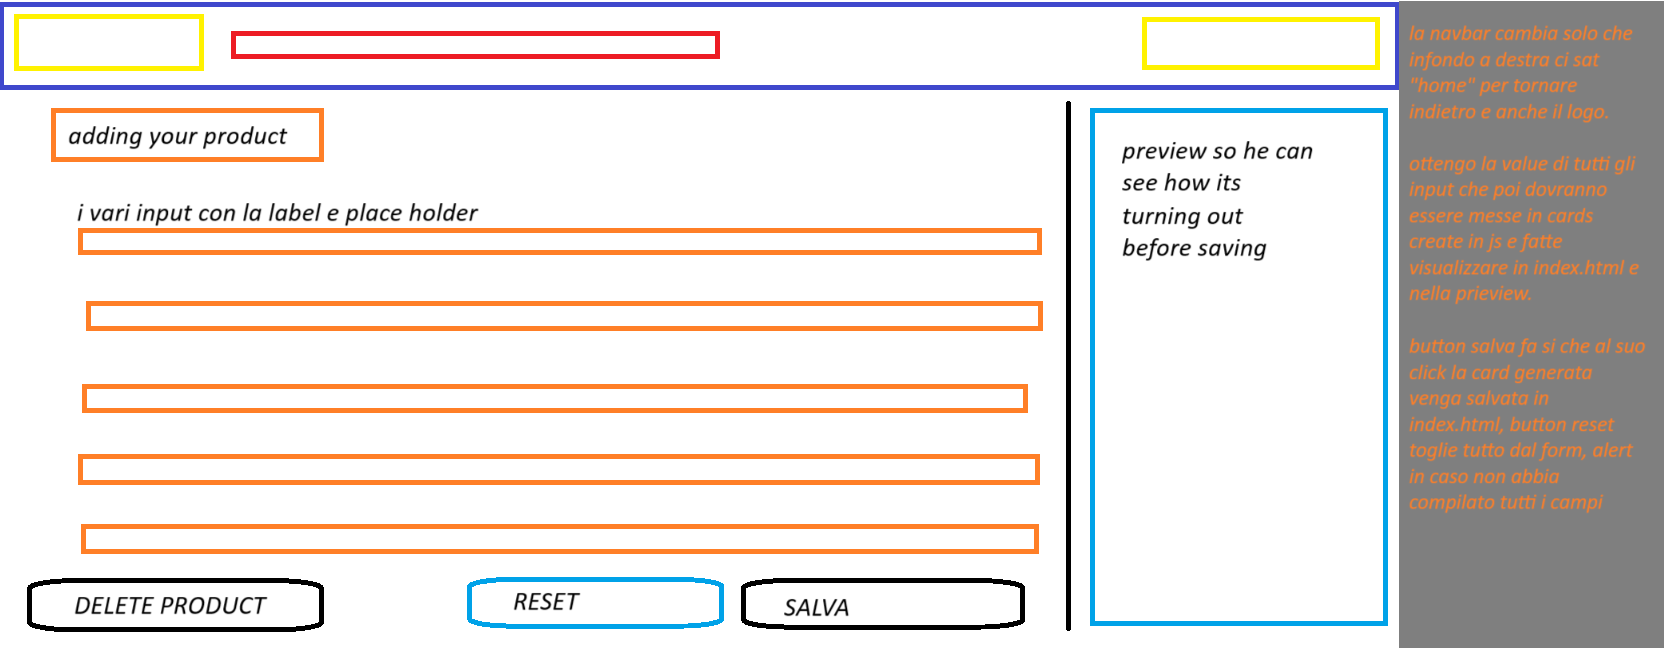 adding your product
i vari input con la label e place holder
DELETE PRODUCT
RESET
SALVA
preview so he can
see how its
turning out
before saving
la navbar cambia solo che
infondo a destra ci sat
"home" per tornare
indietro e anche il logo.
ottengo la value di tutti gli
input che poi dovranno
essere messe in cards
create in js e fatte
visualizzare in index.html e
nella prieview.
button salva fa si che al suo
click la card generata
venga salvata in
index.html, button reset
toglie tutto dal form, alert
in caso non abbia
compilato tutti i campi